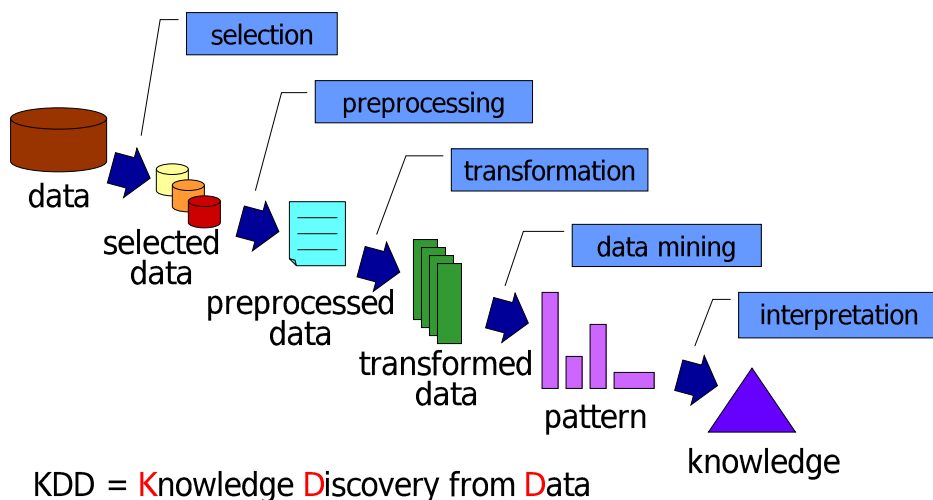 selection
preprocessing
data
transformation
selected
data
data mining
preprocessed
data
interpretation
transformed
data
pattern
knowledge
KDD = Knowledge Discovery from Data